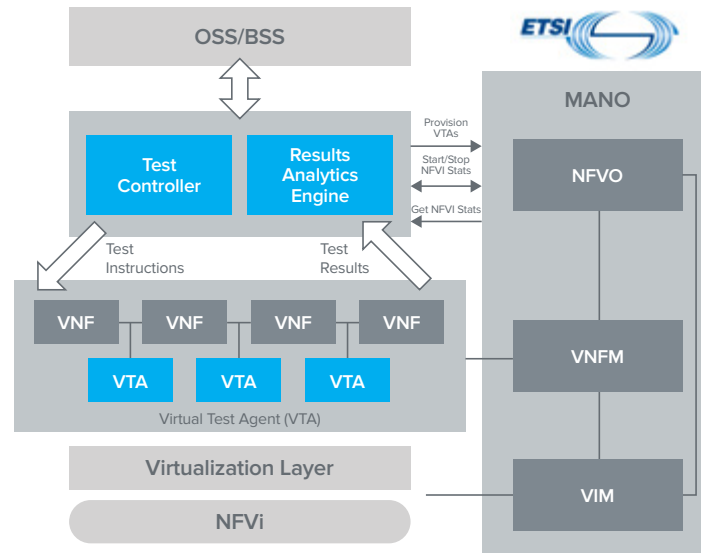 OSS/BSS
ETSI
MANO
Provision
VTAs
Test
Controller
Results
Analytics
Engine
Start/Stop
NFVI Stats
NFVO
Get NFVI Stats
Test
Instructions
Test
Results
VNF
VNF
VNF
VNF
VNFM
VTA
VTA
VTA
Virtual Test Agent (VTA)
Virtualization Layer
VIM
NFVi